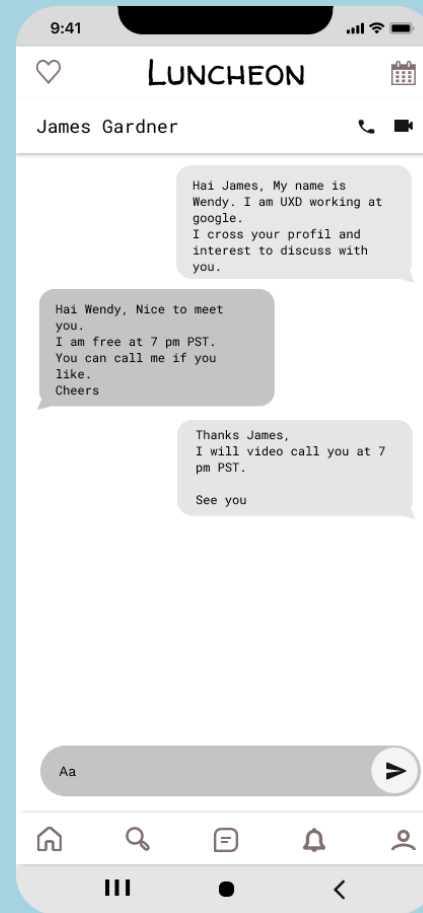 9:41
LUNCHEON
James Gardner
Hai James, My name is
Wendy. I am UXD working at
google.
I cross your profil and
interest to discuss with
you.
Hai Wendy, Nice to meet
you.
I am free at 7 pm PST.
You can call me if you
like.
Cheers
Thanks James,
I will video call you at 7
pm PST.
See you
Aa